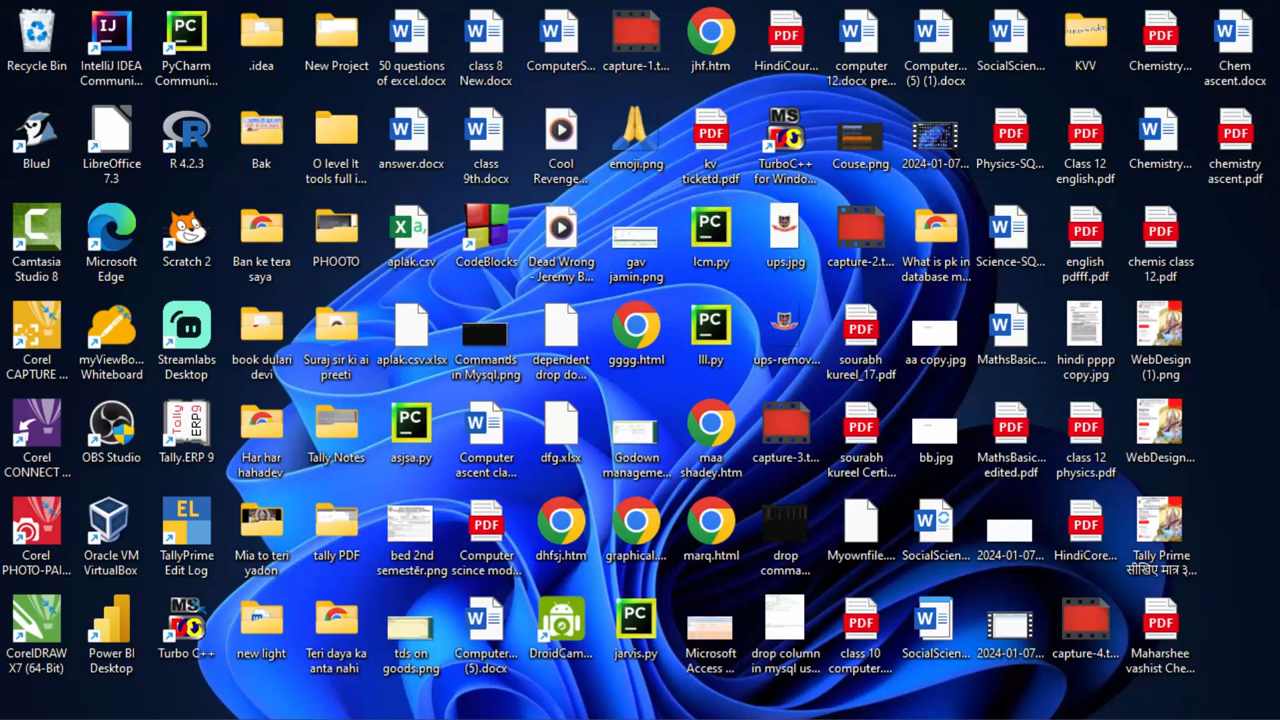 Recycle Bin
IntelliJ IDEA
Communi...
PyCharm
Communi...
.idea
New Project
50 questions
of excel.docx
class 8
New.docx
ComputerS...
capture-1.t...
jhf.htm
HindiCour...
computer
12.docx pre...
Computer...
(5) (1).docx
SocialScien...
KVV
Chemistry...
Chem
ascent.docx
BlueJ
LibreOffice
7.3
R 4.2.3
Bak
O level It
tools full i...
answer.docx
class
9th.docx
Cool
Revenge...
emoji.png
kv
ticketd.pdf
TurboC++
for Windo...
Couse.png
2024-01-07...
Physics-SQ...
Class 12
english.pdf
Chemistry...
chemistry
ascent.pdf
Camtasia
Studio 8
Microsoft
Edge
Scratch 2
Ban ke tera
saya
PHOOTO
aplak.csv
CodeBlocks
Dead Wrong
- Jeremy B...
gav
jamin.png
lcm.py
ups.jpg
capture-2.t...
What is pk in
database m...
Science-SQ...
english
pdfff.pdf
chemis class
12.pdf
Corel
CAPTURE ...
myViewBo...
Whiteboard
Streamlabs
Desktop
book dulari
devi
Suraj sir ki ai
preeti
aplak.csv.xlsx
Commands
in Mysql.png
dependent
drop do...
gggg.html
lll.py
ups-remov...
sourabh
kureel_17.pdf
aa copy.jpg
MathsBasic...
hindi pppp
copy.jpg
WebDesign
(1).png
Corel
CONNECT ...
OBS Studio
Tally.ERP 9
Har har
hahadev
Tally Notes
asjsa.py
Computer
ascent cla...
dfg.xlsx
Godown
manageme...
maa
shadey.htm
capture-3.t...
sourabh
kureel Certi...
bb.jpg
MathsBasic...
edited.pdf
class 12
physics.pdf
WebDesign...
Corel
PHOTO-PAI...
Oracle VM
VirtualBox
TallyPrime
Edit Log
Mia to teri
yadon
tally PDF
bed 2nd
semester.png
Computer
scince mod...
dhfsj.htm
graphical....
marq.html
drop
comma...
Myownfile....
SocialScien...
2024-01-07...
HindiCore...
Tally Prime
सीखिए मात्र ३...
CorelDRAW
X7 (64-Bit)
Power BI
Desktop
Turbo C++
new light
Teri daya ka
anta nahi
tds on
goods.png
Computer...
(5).docx
DroidCam...
jarvis.py
Microsoft
Access ...
drop column
in mysql us...
class 10
computer....
SocialScien...
2024-01-07...
capture-4.t...
Maharshee
vashist Che...